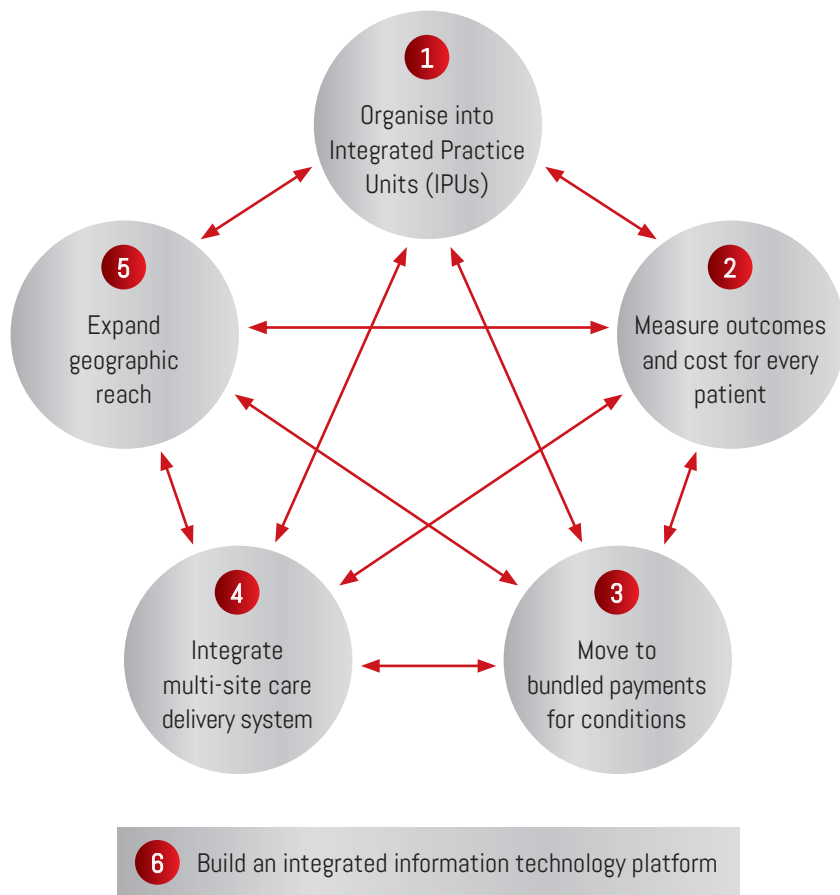 1
Organise into
Integrated Practice
Units (IPUs)
5
Expand
geographic
reach
2
Measure outcomes
and cost for every
patient
4
Integrate
multi-site care
delivery system
3
Move to
bundled payments
for conditions
6 Build an integrated information technology platform